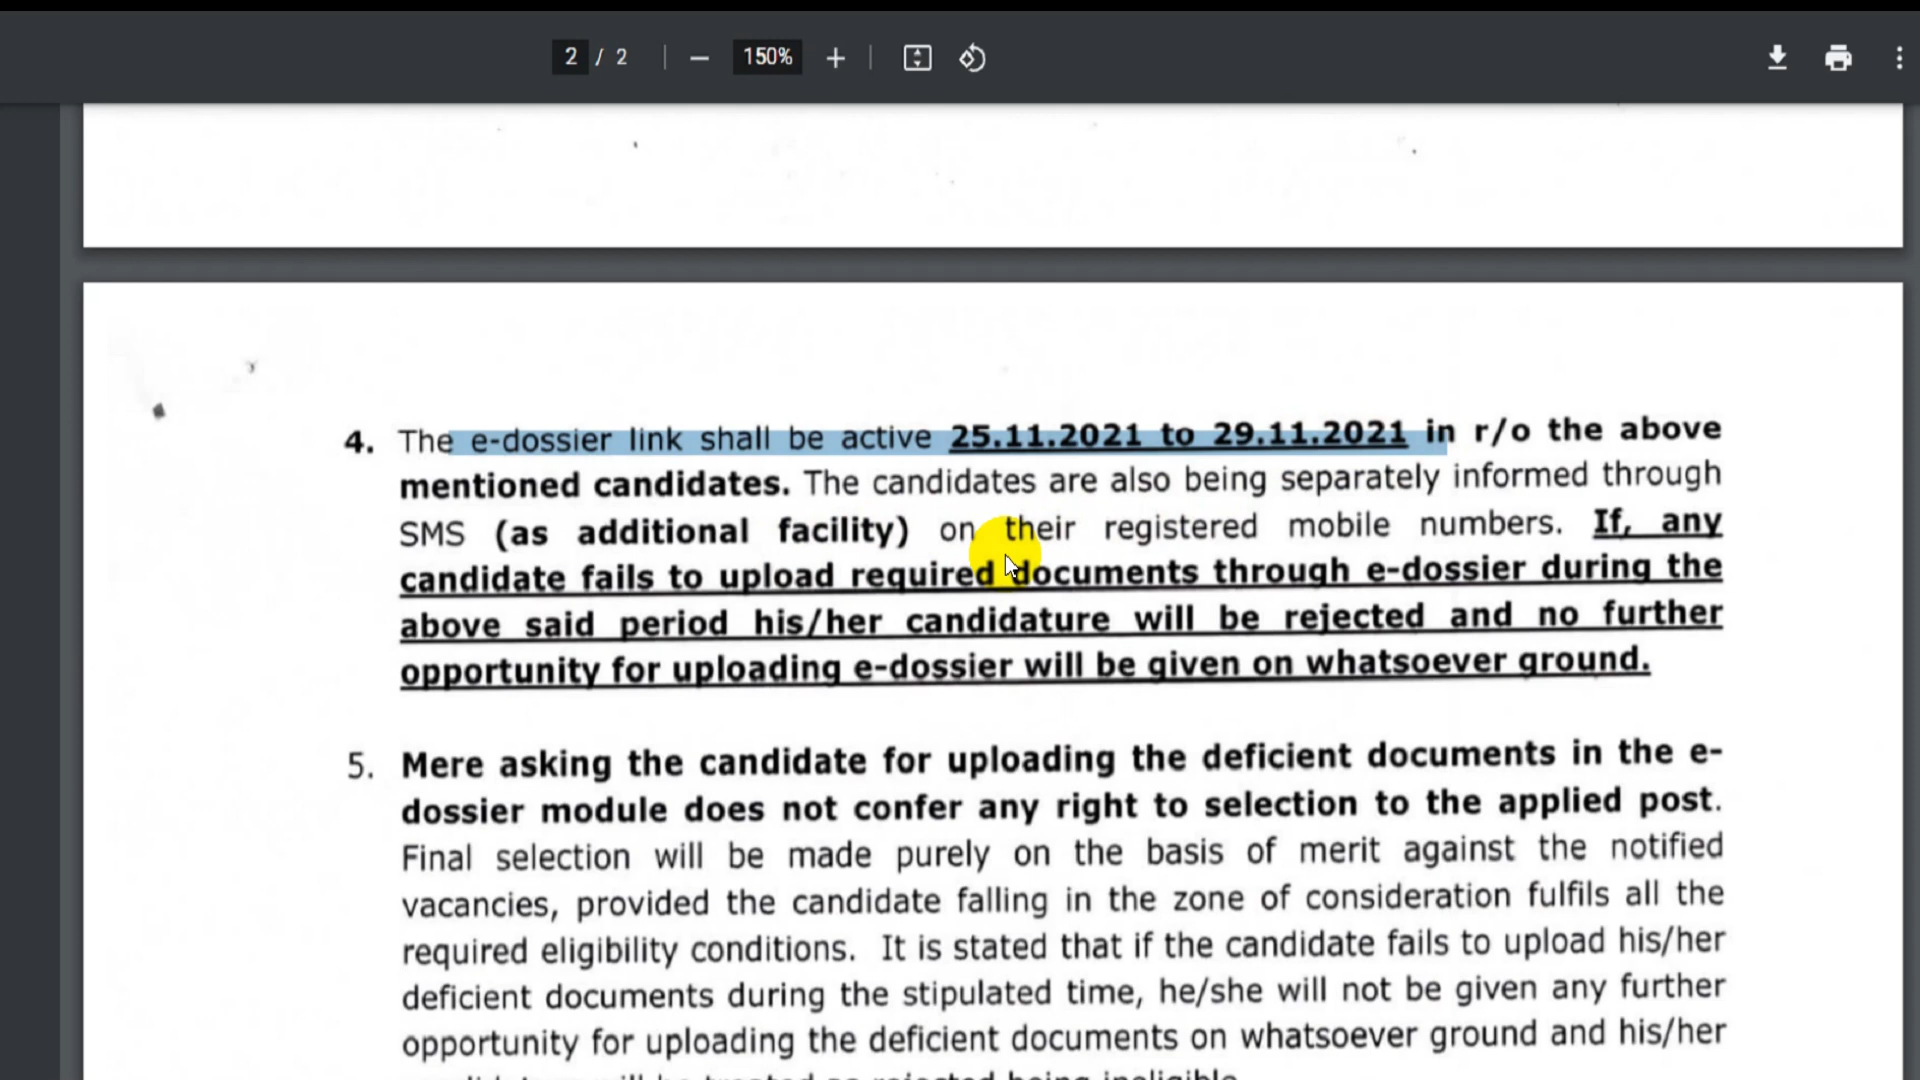 2 / 2 150%
4. The e-dossier link shall be active 25.11.2021 to 29.11.2021 in r/o the above
mentioned candidates. The candidates are also being separately informed through
SMS (as additional facility) on their registered mobile numbers. If, any
candidate fails to upload required documents through e-dossier during the
above said period his/her candidature will be rejected and no further
opportunity for uploading e-dossier will be given on whatsoever ground.
5. Mere asking the candidate for uploading the deficient documents in the e-
dossier module does not confer any right to selection to the applied post.
Final selection will be made purely on the basis of merit against the notified
vacancies, provided the candidate falling in the zone of consideration fulfils all the
required eligibility conditions. It is stated that if the candidate fails to upload his/her
deficient documents during the stipulated time, he/she will not be given any further
opportunity for uploading the deficient documents on whatsoever ground and his/her